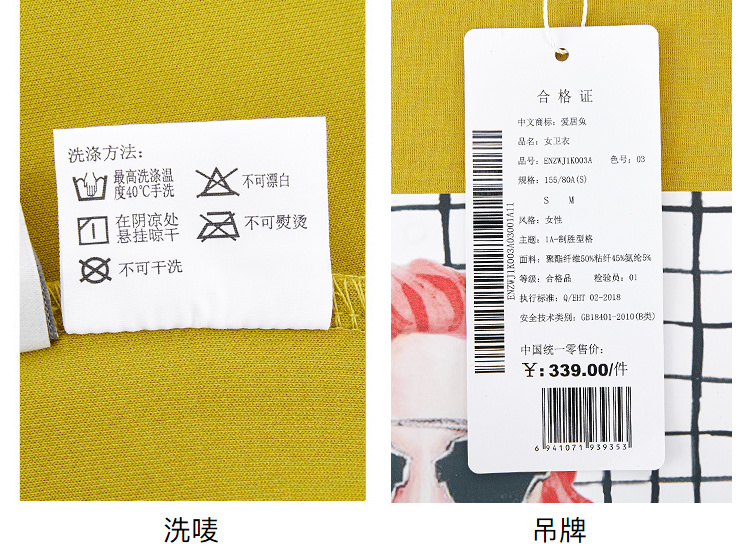 洗涤方法：
最高洗涤温
度40℃手洗
不可漂白
在阴凉处
悬挂晾干
不可熨烫
不可干洗
洗唛
合格证
中文商标：爱居兔
品名：女卫衣
品号：ENZWJ1K003A 色号：03
规格：155/80A(S)
S M
风格：女性
主题：1A-制胜型格
面料：聚酯纤维50%粘纤45%氨纶5%
等级：合格品 检验员：01
执行标准：Q/EHT 02-2018
安全技术类别：GB18401-2010(B类)
中国统一零售价：
￥:339.00/件
6 941071 939353
ENZWJ1K003A03001A11
吊牌